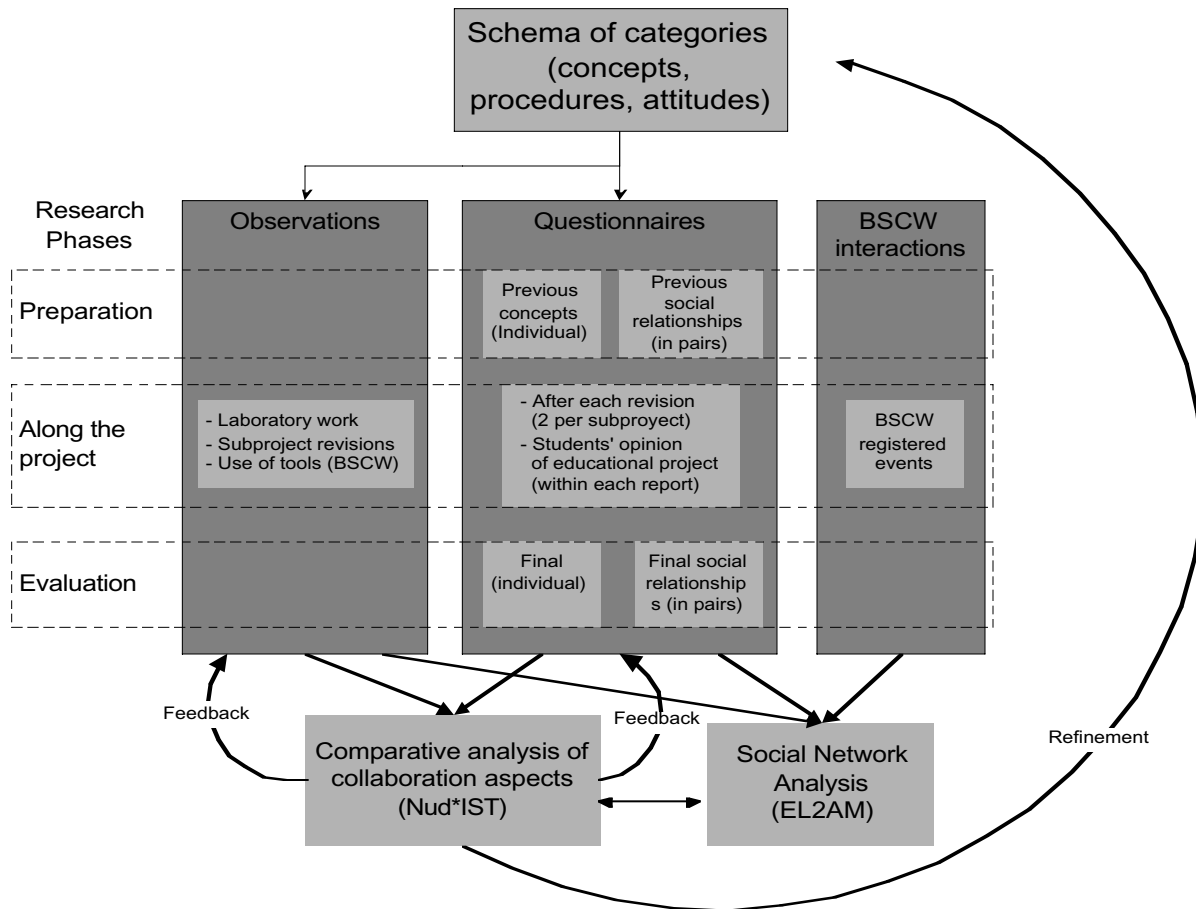 Schema of categories
(concepts,
procedures, attitudes)
Research
Phases
Observations
Questionnaires
BSCW
interactions
Preparation
Previous
concepts
(Individual)
Previous
social
relationships
(in pairs)
Along the
project
- Laboratory work
- Subproject revisions
- Use of tools (BSCW)
- After each revision
(2 per subproyect)
- Students' opinion
of educational project
(within each report)
BSCW
registered
events
Evaluation
Final
(individual)
Final social
relationship
s (in pairs)
Feedback
Feedback
Refinement
Comparative analysis of
collaboration aspects
(Nud*IST)
Social Network
Analysis
(EL2AM)